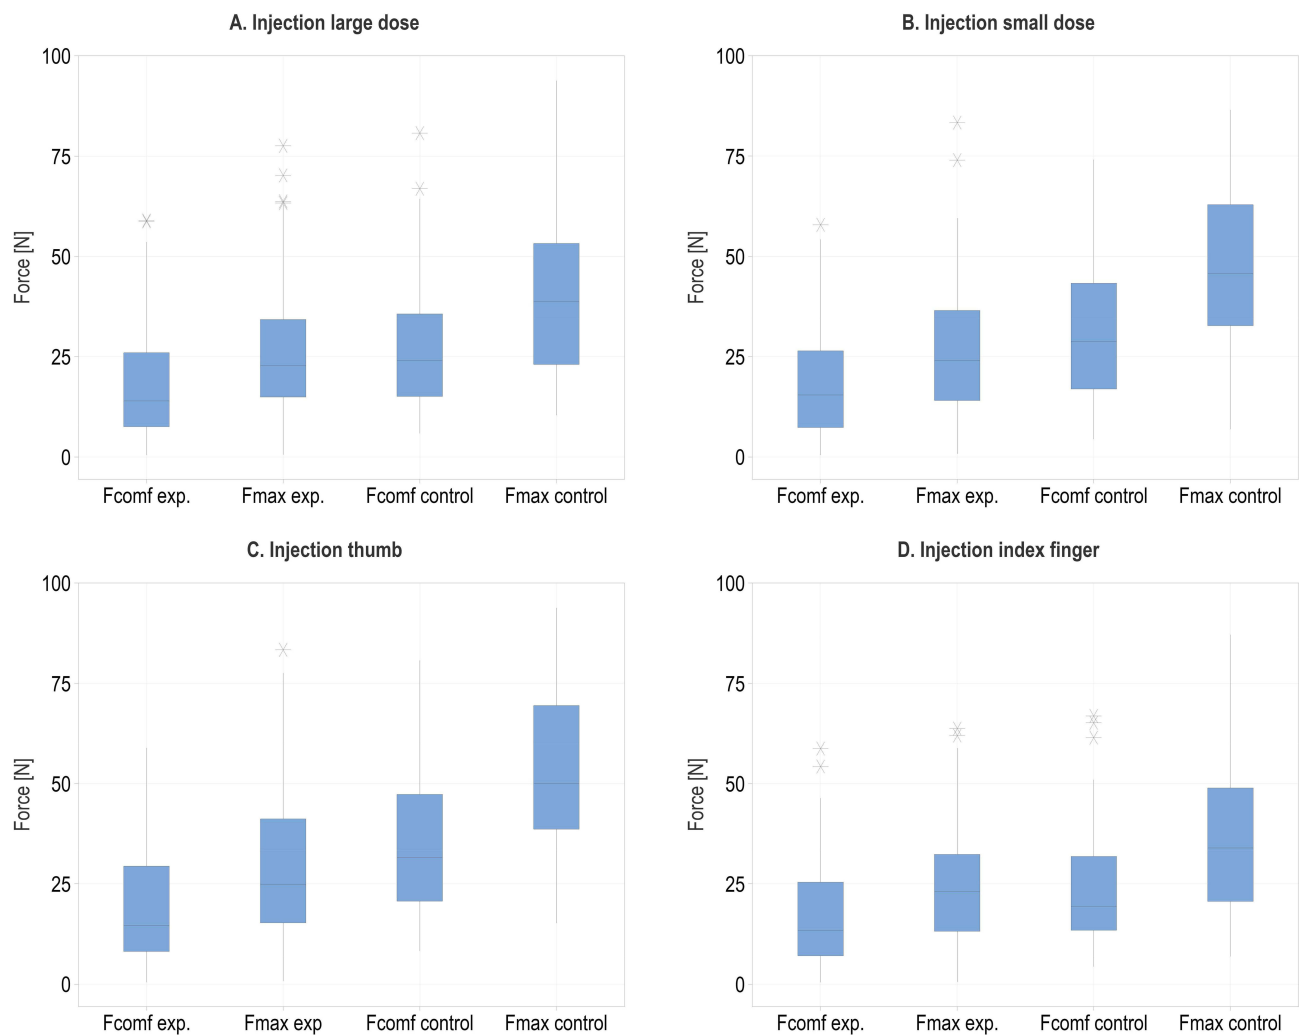 A. Injection large dose
100
75
50
25
0
Force [N]
Fcomf exp. Fmax exp. Fcomf control Fmax control
B. Injection small dose
100
75
50
25
0
Force [N]
Fcomf exp. Fmax exp. Fcomf control Fmax control
C. Injection thumb
100
75
50
25
0
Force [N]
Fcomf exp. Fmax exp Fcomf control Fmax control
D. Injection index finger
100
75
50
25
0
Force [N]
Fcomf exp. Fmax exp. Fcomf control Fmax control